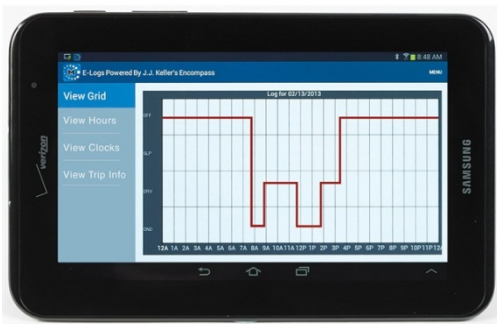 8:48 AM
E-Logs Powered By J.J. Keller's Encompass
MENU
View Grid
View Hours
View Clocks
View Trip Info
Log for 02/13/2013
OFF
SLP
DRV
OND
12A 1A 2A 3A 4A 5A 6A 7A 8A 9A 10A 11A 12P 1P 2P 3P 4P 5P 6P 7P 8P 9P 10P 11P 12A
verizon
SAMSUNG